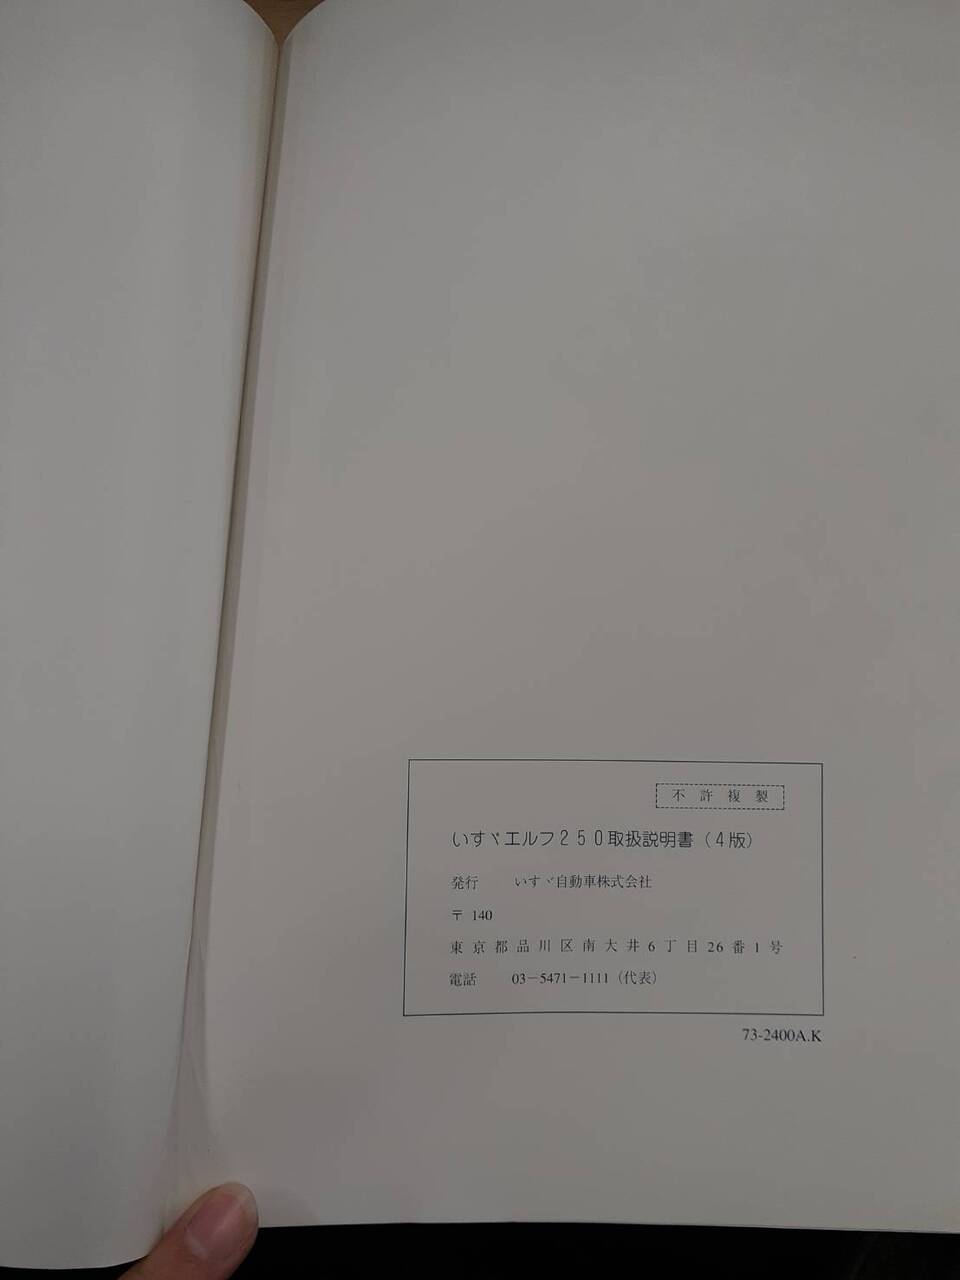 不許複製
いすゞエルフ250取扱説明書(4版)
発行 いすゞ自動車株式会社
〒 140
東京都品川区南大井6丁目26番1号
電話 03-5471-1111(代表)
73-2400A.K